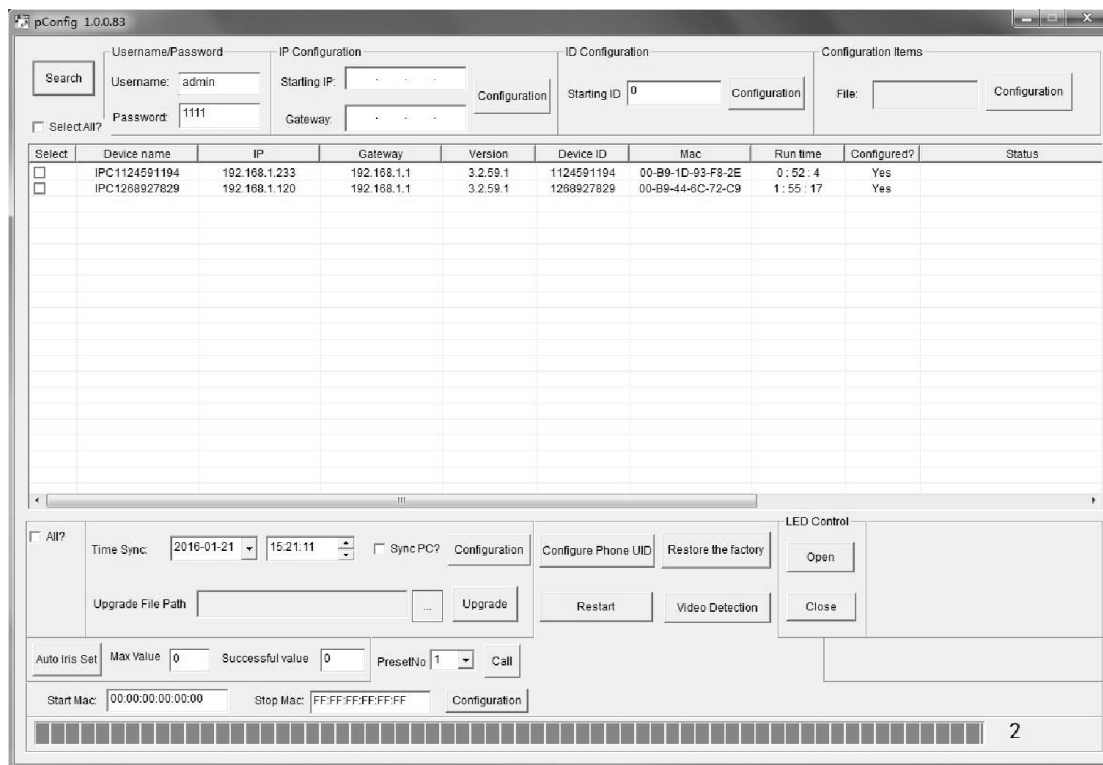 pConfig 1.0.0.83
Username/Password IP Configuration ID Configuration Configuration Items
Search Username: admin Starting IP: . . . Configuration Starting ID 0 Configuration File: Configuration
Select All? Password: 1111 Gateway: . . .
Select Device name IP Gateway Version Device ID Mac Run time Configured? Status
IPC1124591194 192.168.1.233 192.168.1.1 3.2.59.1 1124591194 00-B9-1D-93-F8-2E 0 : 52 : 4 Yes
IPC1268927829 192.168.1.120 192.168.1.1 3.2.59.1 1268927829 00-B9-44-6C-72-C9 1 : 55 : 17 Yes
LED Control
All? Time Sync: 2016-01-21 15:21:11 Sync PC? Configuration Configure Phone UID Restore the factory Open
Upgrade File Path ... Upgrade Restart Video Detection Close
Auto Iris Set Max Value 0 Successful value 0 PresetNo 1 Call
Start Mac: 00:00:00:00:00:00 Stop Mac: FF:FF:FF:FF:FF:FF Configuration
2